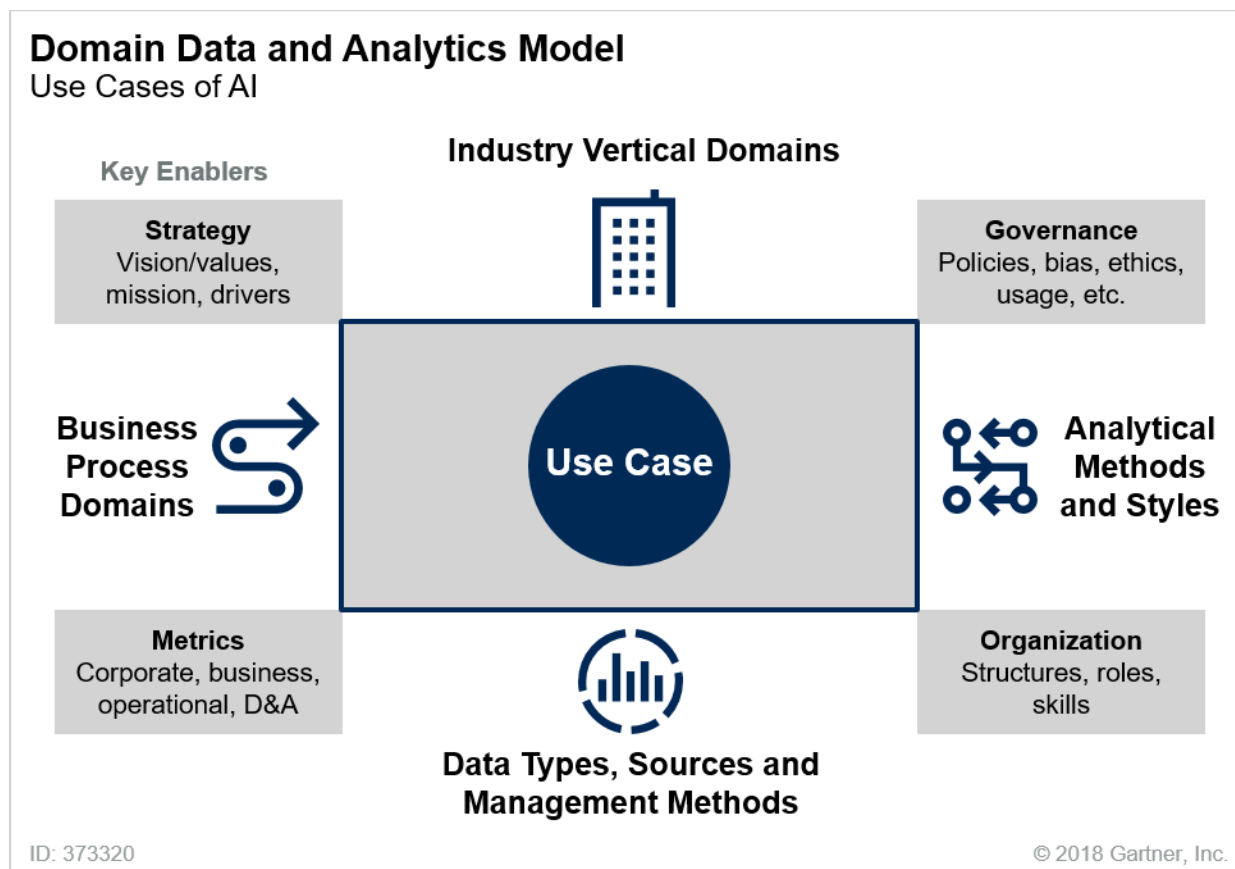 Domain Data and Analytics Model
Use Cases of AI
Industry Vertical Domains
Key Enablers
Strategy
Vision/values,
mission, drivers
Governance
Policies, bias, ethics,
usage, etc.
Business
Process
Domains
Use Case
Analytical
Methods
and Styles
Metrics
Corporate, business,
operational, D&A
Organization
Structures, roles,
skills
Data Types, Sources and
Management Methods
ID: 373320
© 2018 Gartner, Inc.